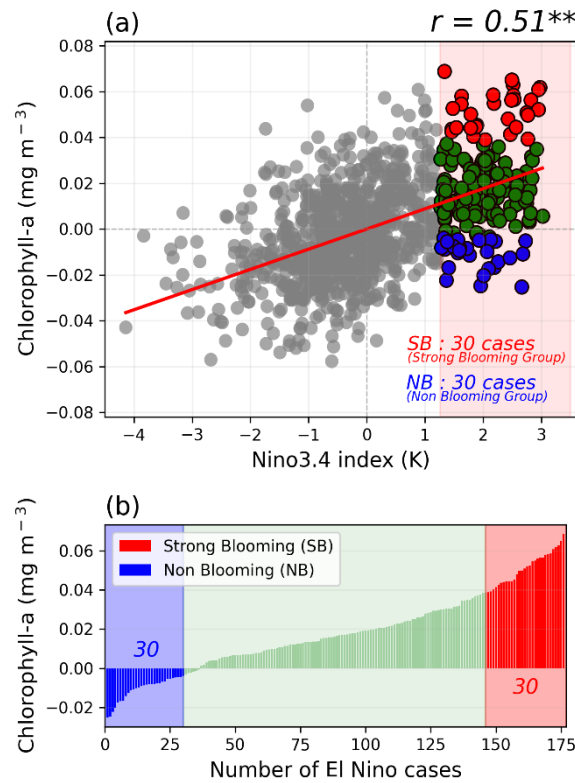 (a)
r = 0.51**
0.08
0.06
0.04
0.02
0.00
−0.02
−0.04
−0.06
−0.08
Chlorophyll-a (mg m⁻³)
SB : 30 cases
(Strong Blooming Group)
NB : 30 cases
(Non Blooming Group)
−4 −3 −2 −1 0 1 2 3
Nino3.4 index (K)
(b)
0.06
0.04
0.02
0.00
−0.02
Chlorophyll-a (mg m⁻³)
Strong Blooming (SB)
Non Blooming (NB)
30
30
0 25 50 75 100 125 150 175
Number of El Nino cases